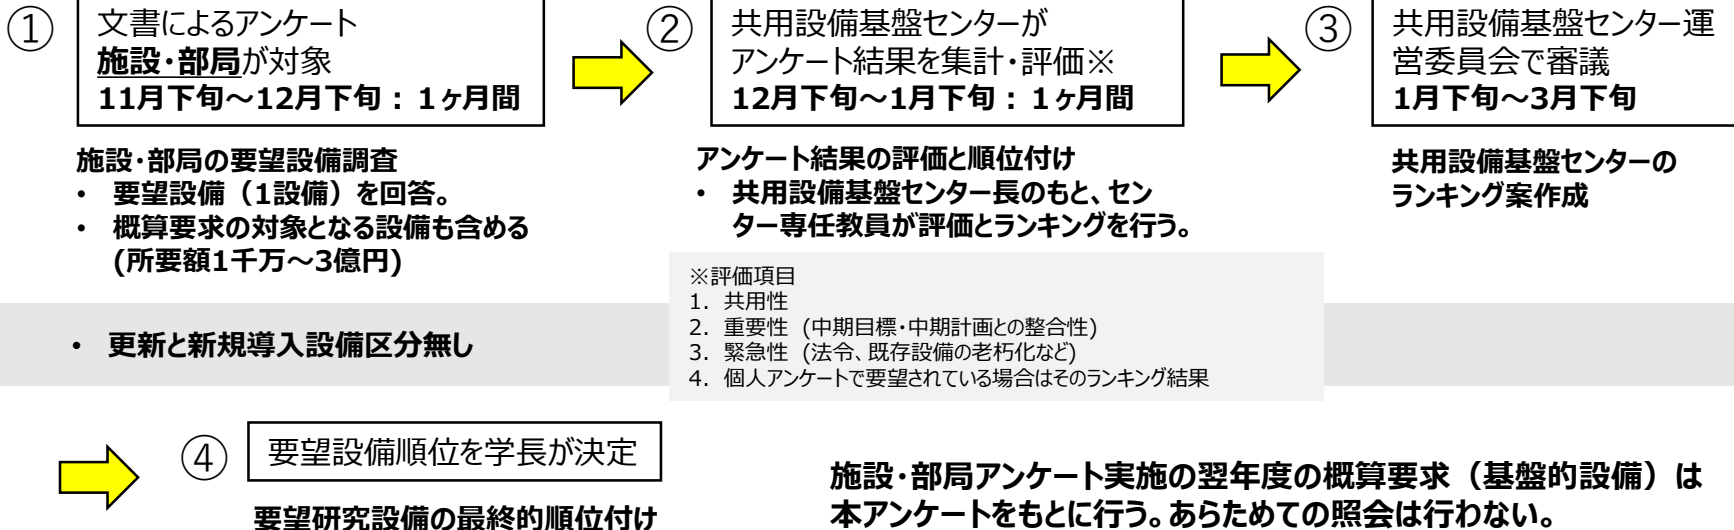 ①
文書によるアンケート
施設・部局が対象
11月下旬～12月下旬：1ヶ月間
施設・部局の要望設備調査
• 要望設備（1設備）を回答。
• 概算要求の対象となる設備も含める
(所要額1千万～3億円)
②
共用設備基盤センターが
アンケート結果を集計・評価※
12月下旬～1月下旬：1ヶ月間
アンケート結果の評価と順位付け
• 共用設備基盤センター長のもと、セン
ター専任教員が評価とランキングを行う。
③
共用設備基盤センター運
営委員会で審議
1月下旬～3月下旬
共用設備基盤センターの
ランキング案作成
• 更新と新規導入設備区分無し
※評価項目
1. 共用性
2. 重要性 (中期目標・中期計画との整合性)
3. 緊急性 (法令、既存設備の老朽化など)
4. 個人アンケートで要望されている場合はそのランキング結果
④
要望設備順位を学長が決定
要望研究設備の最終的順位付け
施設・部局アンケート実施の翌年度の概算要求（基盤的設備）は
本アンケートをもとに行う。あらためての照会は行わない。